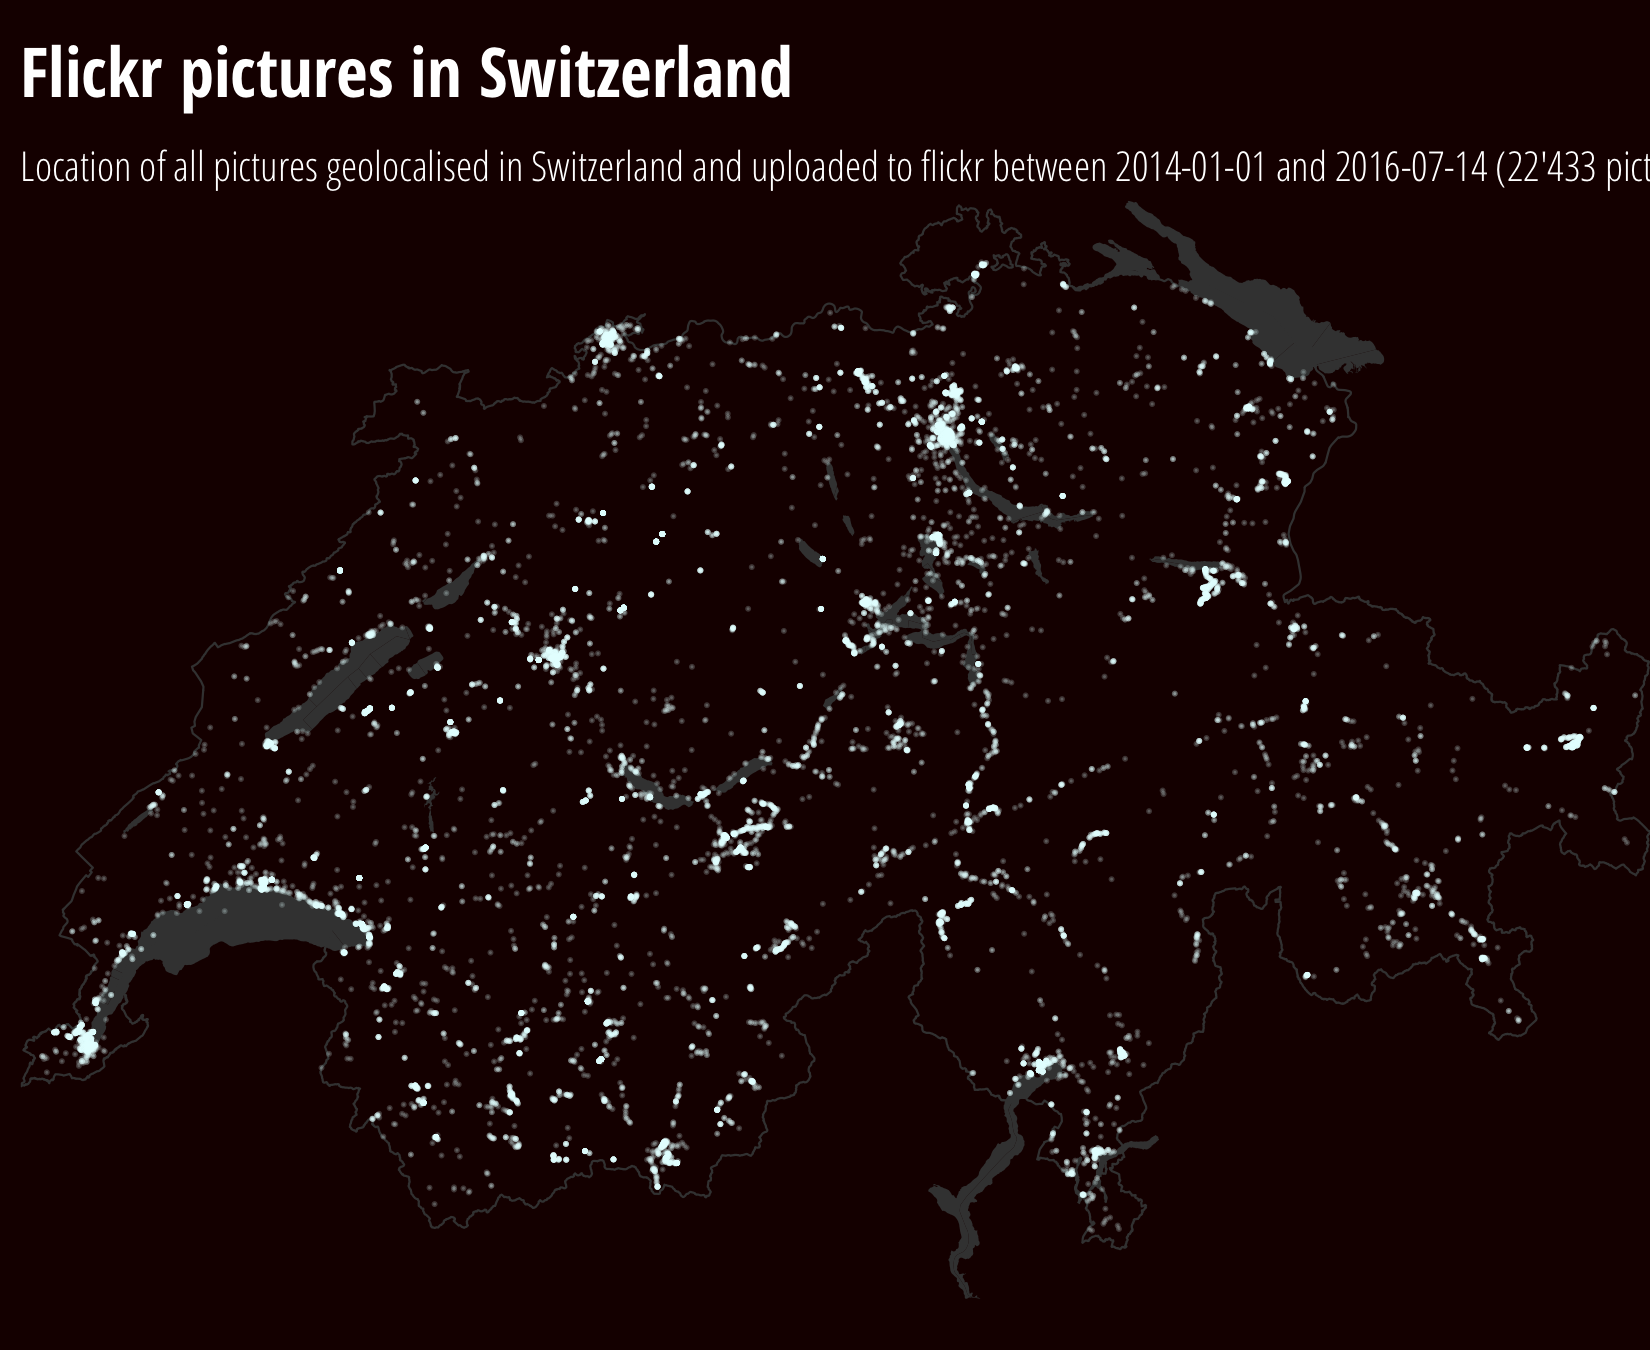 Flickr pictures in Switzerland
Location of all pictures geolocalised in Switzerland and uploaded to flickr between 2014-01-01 and 2016-07-14 (22'433 pict